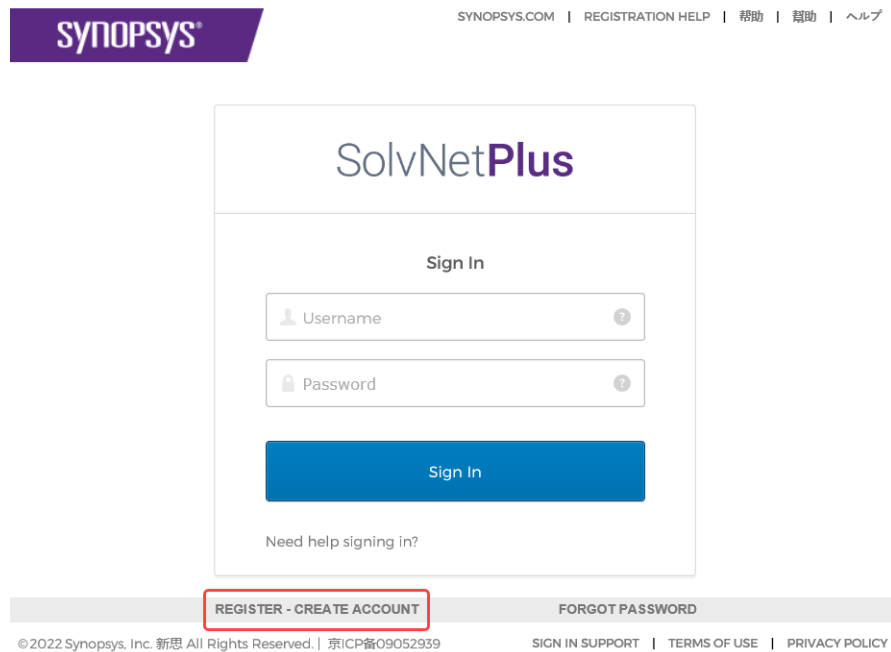 SYNOPSYS®
SYNOPSYS.COM | REGISTRATION HELP | 帮助 | 幫助 | ヘルプ
SolvNetPlus
Sign In
Username ?
Password ?
Sign In
Need help signing in?
REGISTER - CREATE ACCOUNT FORGOT PASSWORD
©2022 Synopsys, Inc. 新思 All Rights Reserved. | 京ICP备09052939 SIGN IN SUPPORT | TERMS OF USE | PRIVACY POLICY